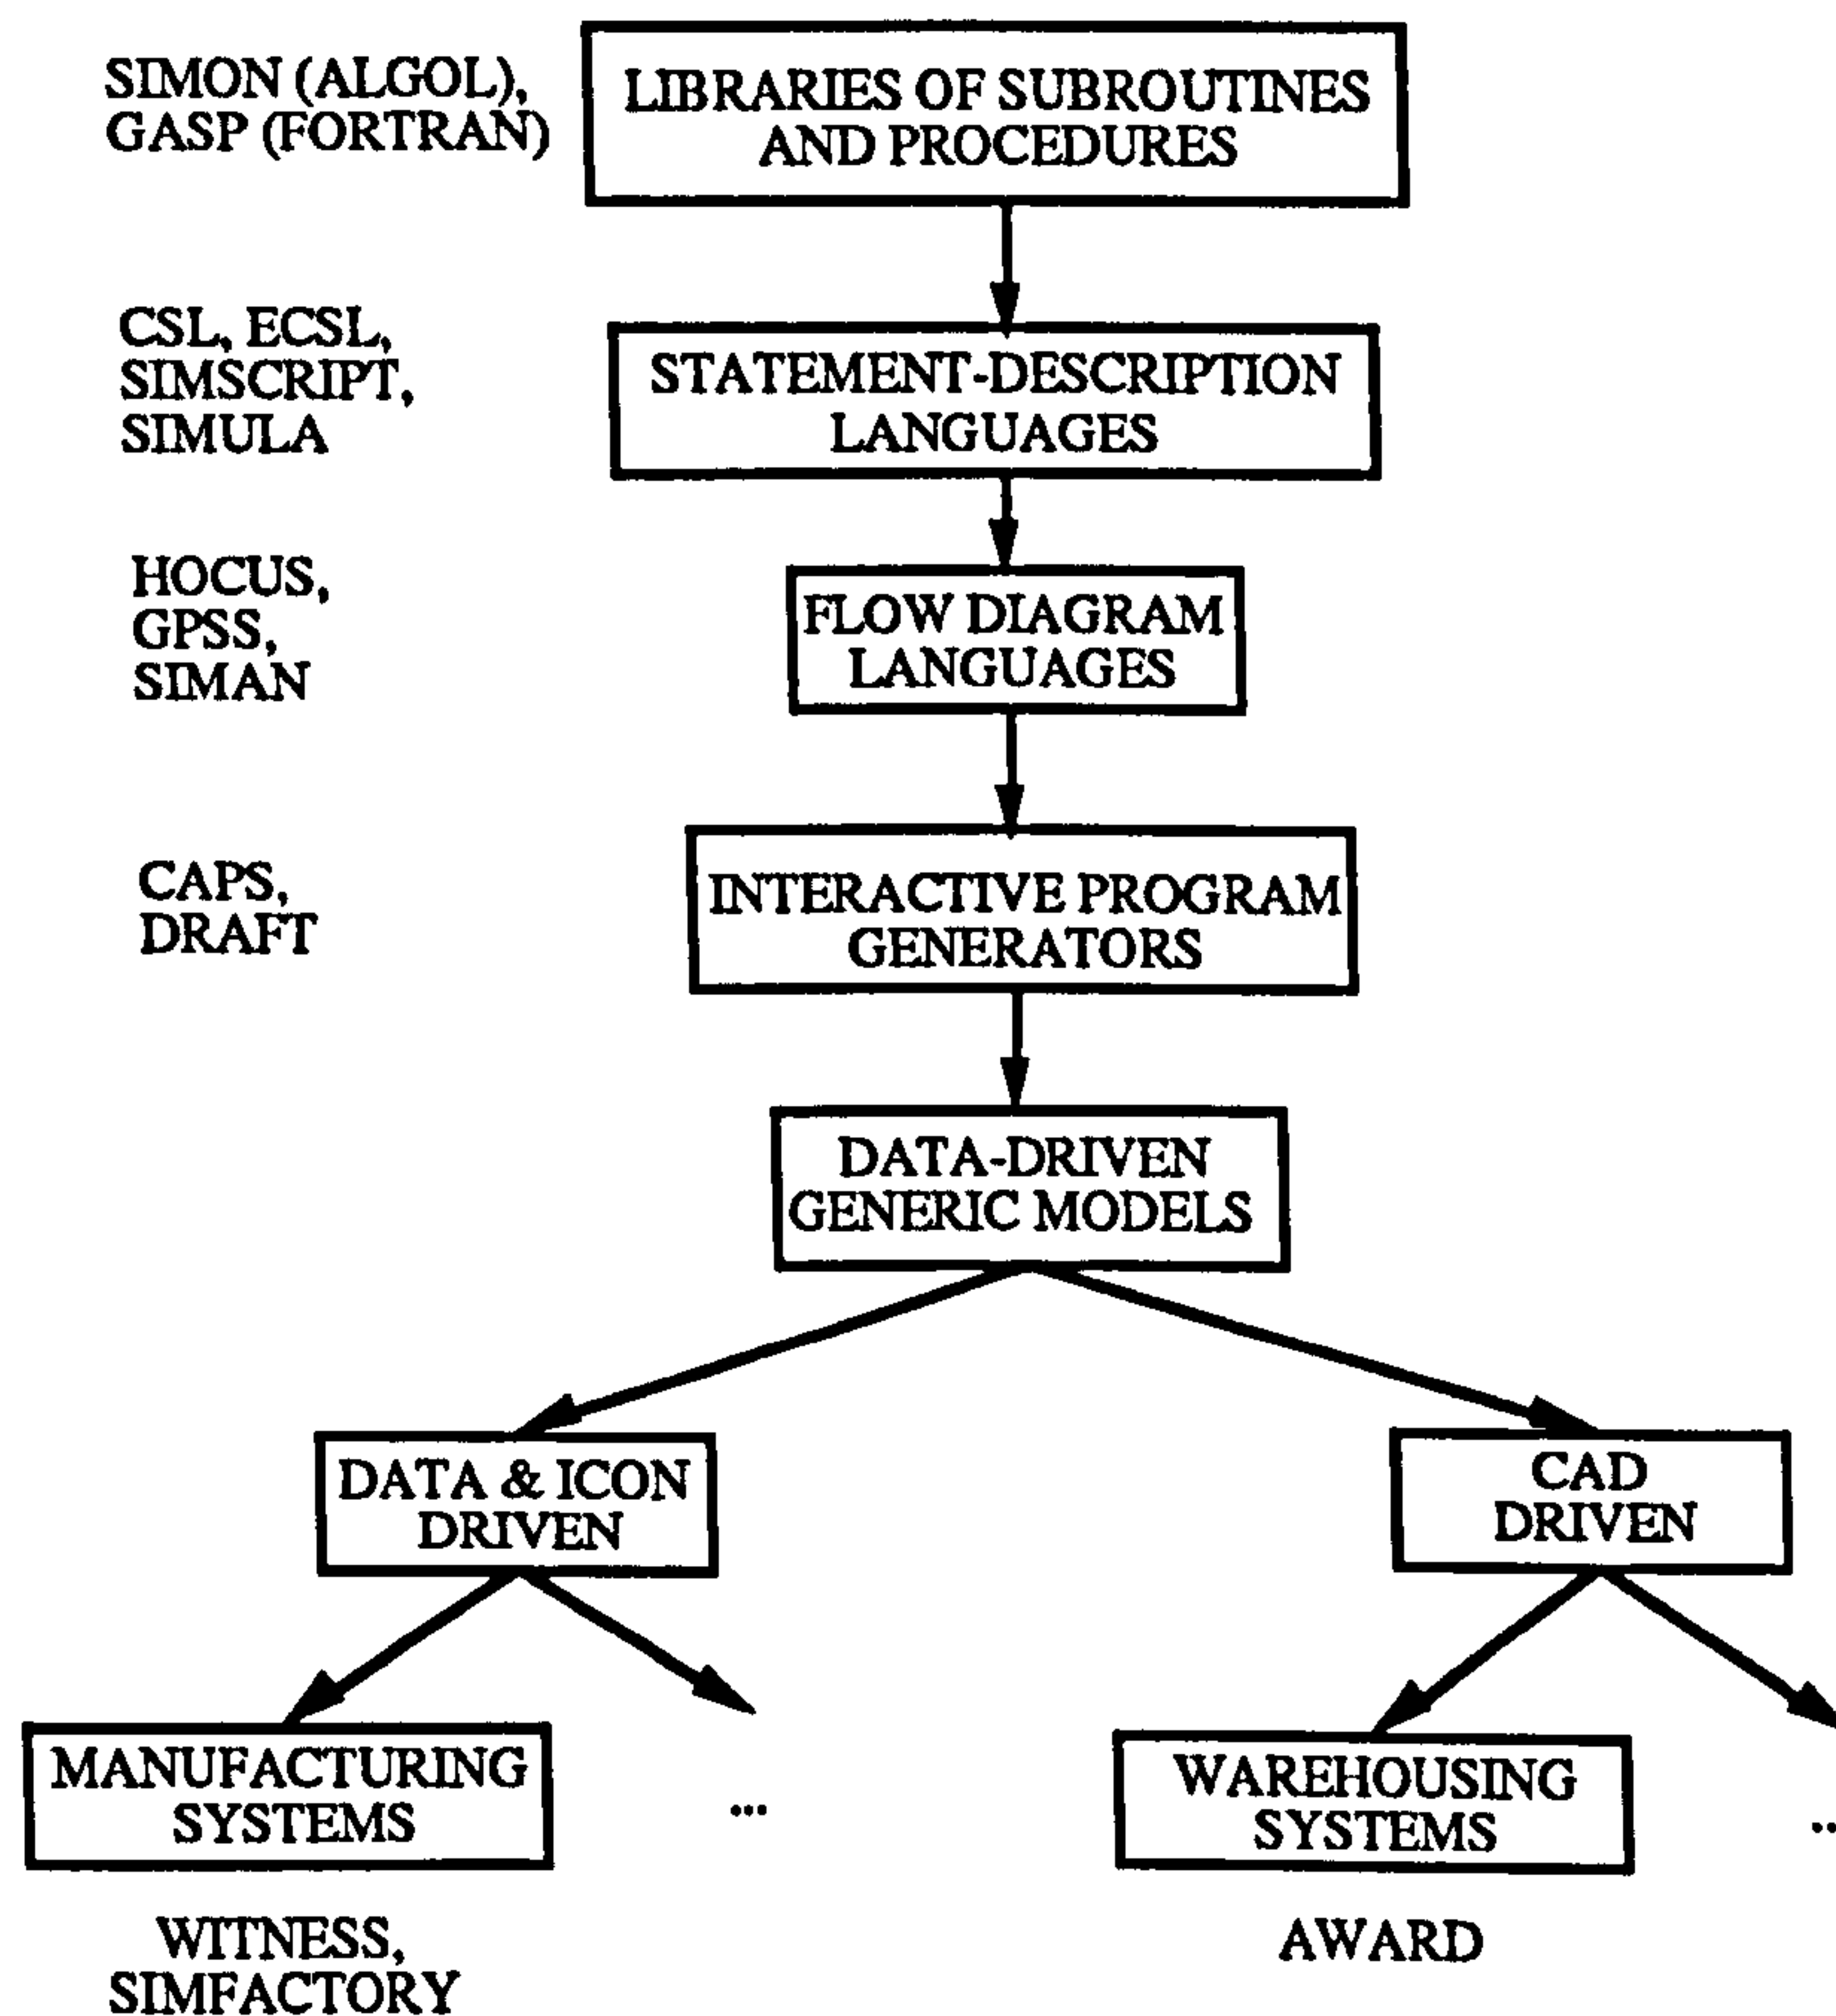 SIMON (ALGOL),
GASP (FORTRAN)
LIBRARIES OF SUBROUTINES
AND PROCEDURES
CSL, ECSL,
SIMSCRIPT,
SIMULA
STATEMENT-DESCRIPTION
LANGUAGES
HOCUS,
GPSS,
SIMAN
FLOW DIAGRAM
LANGUAGES
CAPS,
DRAFT
INTERACTIVE PROGRAM
GENERATORS
DATA-DRIVEN
GENERIC MODELS
DATA & ICON
DRIVEN
CAD
DRIVEN
MANUFACTURING
SYSTEMS
...
WAREHOUSING
SYSTEMS
..
WITNESS,
SIMFACTORY
AWARD